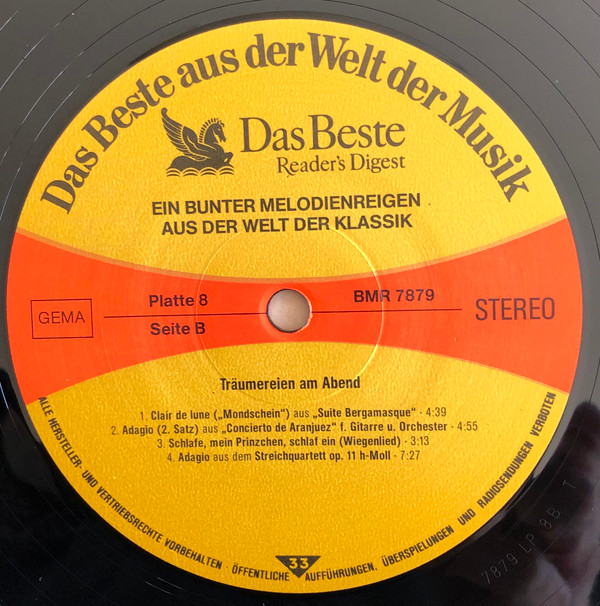 Das Beste aus der Welt der Musik
Das Beste
Reader's Digest
EIN BUNTER MELODIENREIGEN
AUS DER WELT DER KLASSIK
GEMA
Platte 8
Seite B
BMR 7879
STEREO
Träumereien am Abend
1. Clair de lune („Mondschein“) aus „Suite Bergamasque“ · 4:39
2. Adagio (2. Satz) aus „Concierto de Aranjuez“ f. Gitarre u. Orchester · 4:55
3. Schlafe, mein Prinzchen, schlaf ein (Wiegenlied) · 3:13
4. Adagio aus dem Streichquartett op. 11 h-Moll · 7:27
ALLE HERSTELLER- UND VERTRIEBSRECHTE VORBEHALTEN · ÖFFENTLICHE AUFFÜHRUNGEN, ÜBERSPIELUNGEN UND RADIOSENDUNGEN VERBOTEN
33
7879 LP 8B T